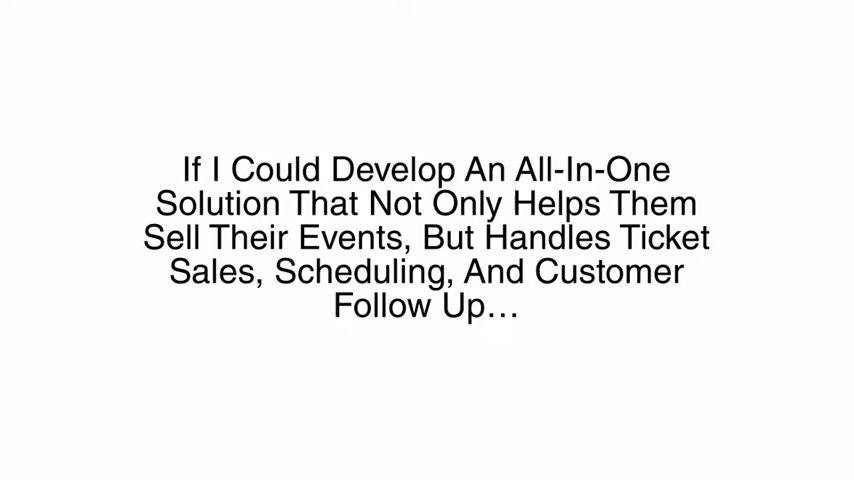 If I Could Develop An All-In-One
Solution That Not Only Helps Them
Sell Their Events, But Handles Ticket
Sales, Scheduling, And Customer
Follow Up…